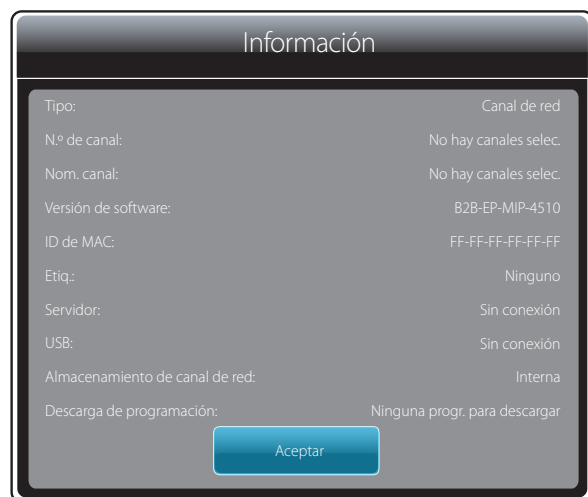 Información
Tipo: Canal de red
N.º de canal: No hay canales selec.
Nom. canal: No hay canales selec.
Versión de software: B2B-EP-MIP-4510
ID de MAC: FF-FF-FF-FF-FF-FF
Etiq.: Ninguno
Servidor: Sin conexión
USB: Sin conexión
Almacenamiento de canal de red: Interna
Descarga de programación: Ninguna progr. para descargar
Aceptar